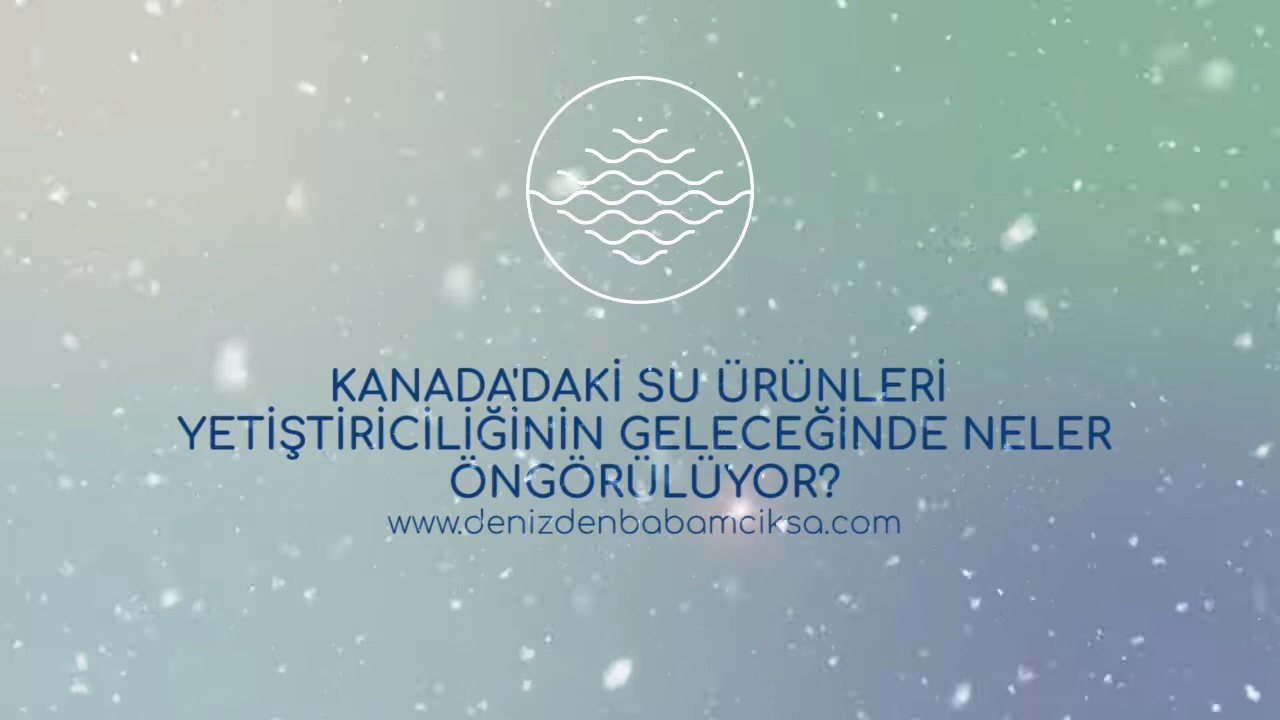 KANADA'DAKİ SU ÜRÜNLERİ
YETİŞTİRİCİLİĞİNİN GELECEĞİNDE NELER
ÖNGÖRÜLÜYOR?
www.denizdenbabamciksa.com